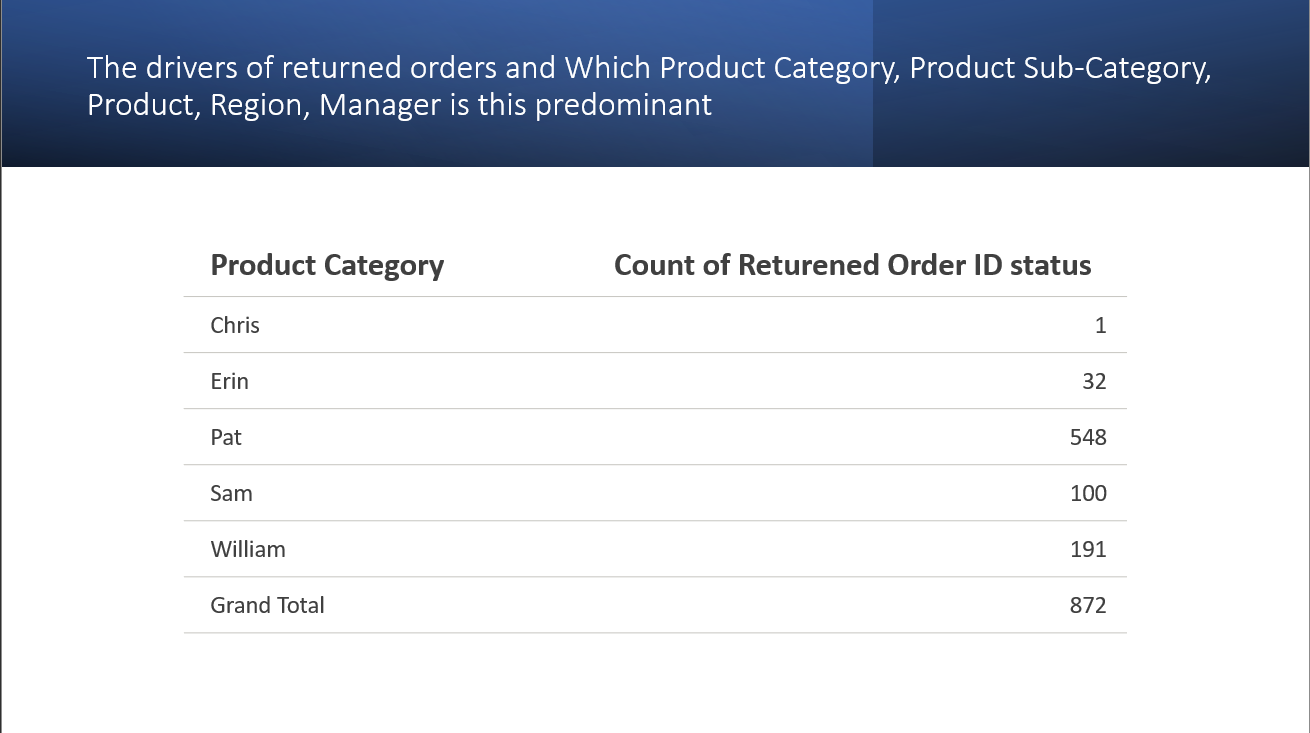 The drivers of returned orders and Which Product Category, Product Sub-Category,
Product, Region, Manager is this predominant
Product Category Count of Returened Order ID status
Chris 1
Erin 32
Pat 548
Sam 100
William 191
Grand Total 872